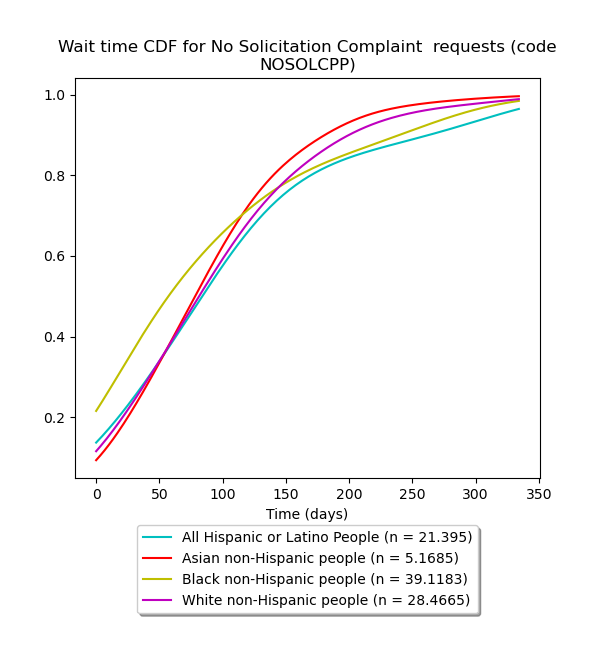 Wait time CDF for No Solicitation Complaint  requests (code
NOSOLCPP)
1.0
0.8
0.6
0.4
0.2
0 50 100 150 200 250 300 350
Time (days)
All Hispanic or Latino People (n = 21.395)
Asian non-Hispanic people (n = 5.1685)
Black non-Hispanic people (n = 39.1183)
White non-Hispanic people (n = 28.4665)